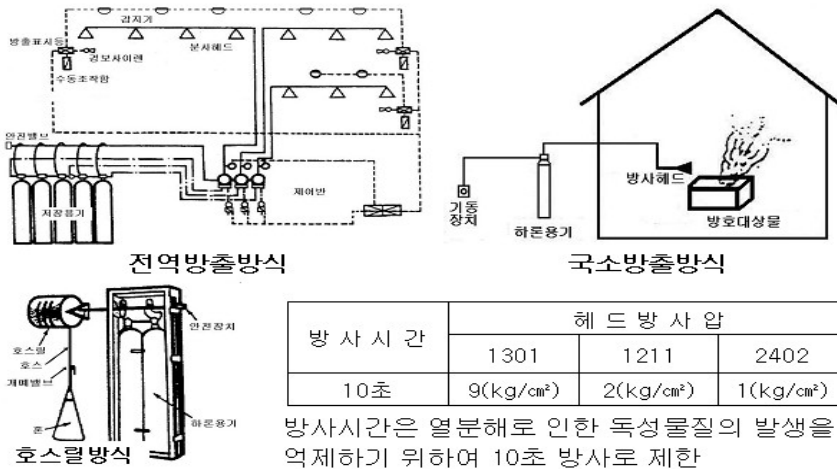 감지기
방출표시등
경보사이렌
분사헤드
수동조작함
안전밸브
저장용기
제어반
전역방출방식
기동
장치
하론용기
방사헤드
방호대상물
국소방출방식
호스릴
호스
개폐밸브
혼
안전장치
하론용기
호스릴방식
방 사 시 간 헤 드 방 사 압
1301 1211 2402
10초 9(kg/㎠) 2(kg/㎠) 1(kg/㎠)
방사시간은 열분해로 인한 독성물질의 발생을
억제하기 위하여 10초 방사로 제한